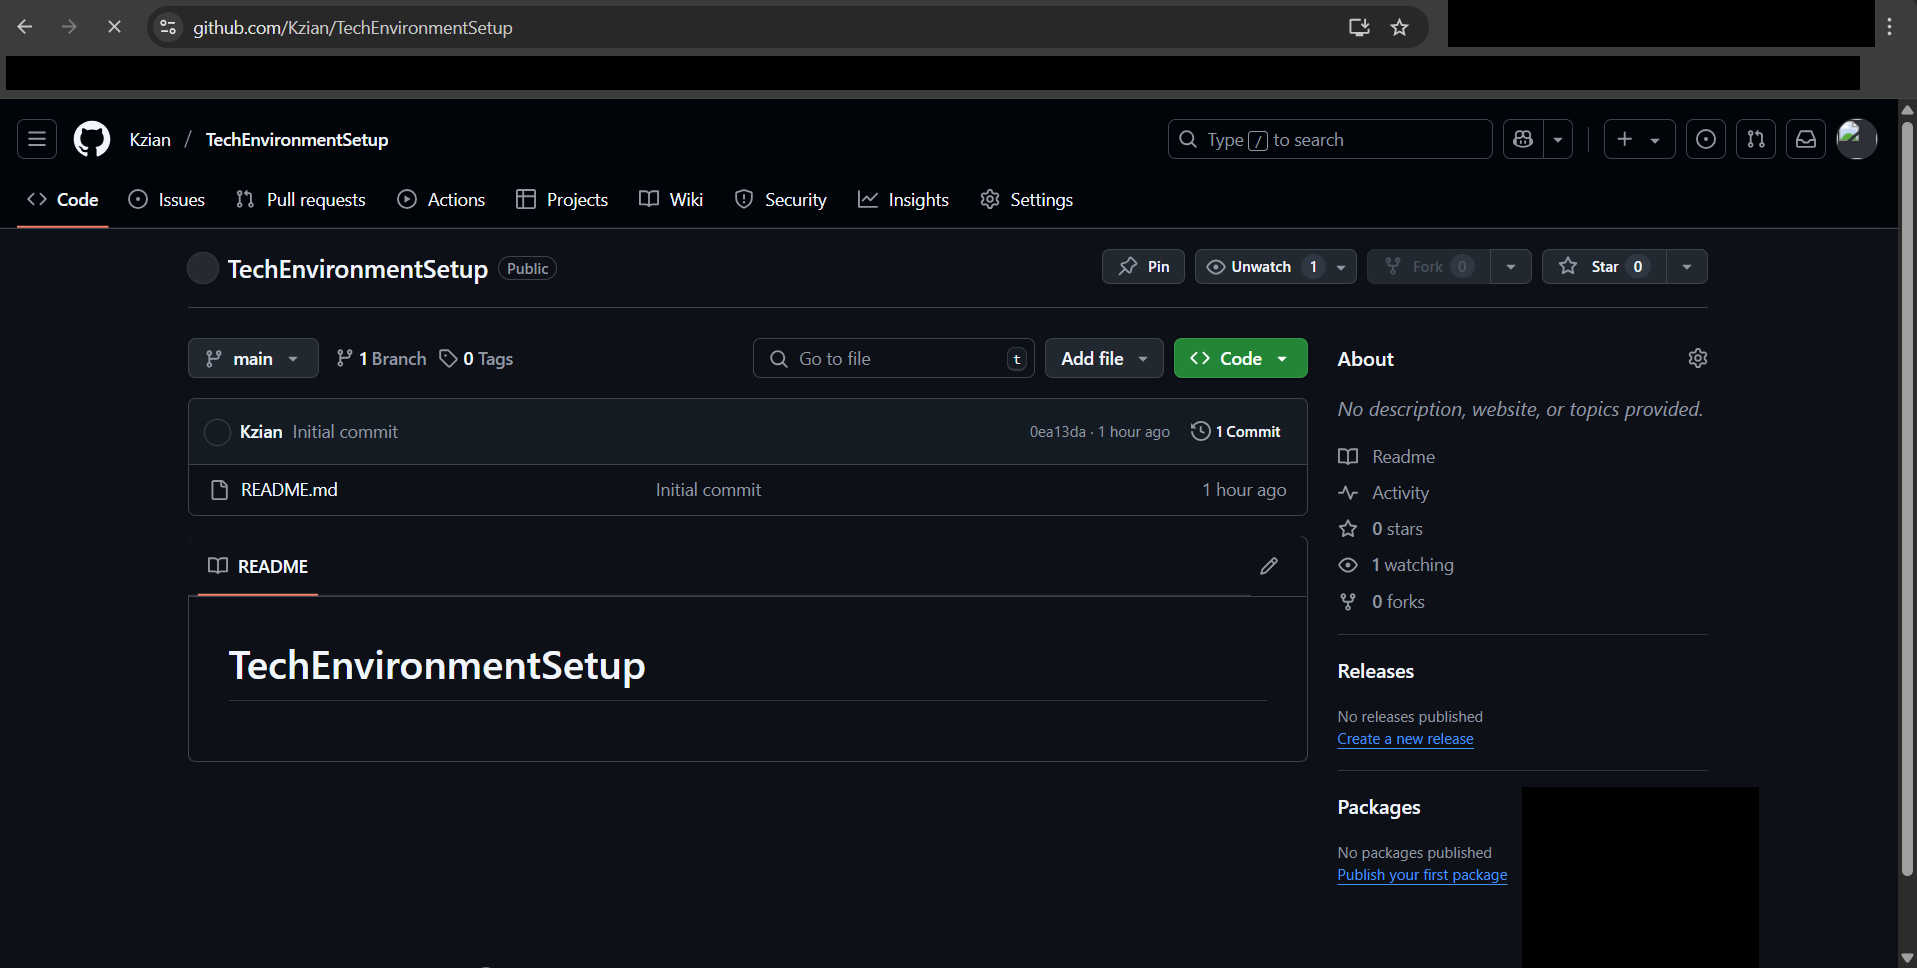 github.com/Kzian/TechEnvironmentSetup
Kzian / TechEnvironmentSetup
Type / to search
Code Issues Pull requests Actions Projects Wiki Security Insights Settings
TechEnvironmentSetup Public
Pin Unwatch 1 Fork 0 Star 0
main 1 Branch 0 Tags
Go to file t
Add file
Code
Kzian Initial commit 0ea13da · 1 hour ago 1 Commit
README.md Initial commit 1 hour ago
README
TechEnvironmentSetup
About
No description, website, or topics provided.
Readme
Activity
0 stars
1 watching
0 forks
Releases
No releases published
Create a new release
Packages
No packages published
Publish your first package